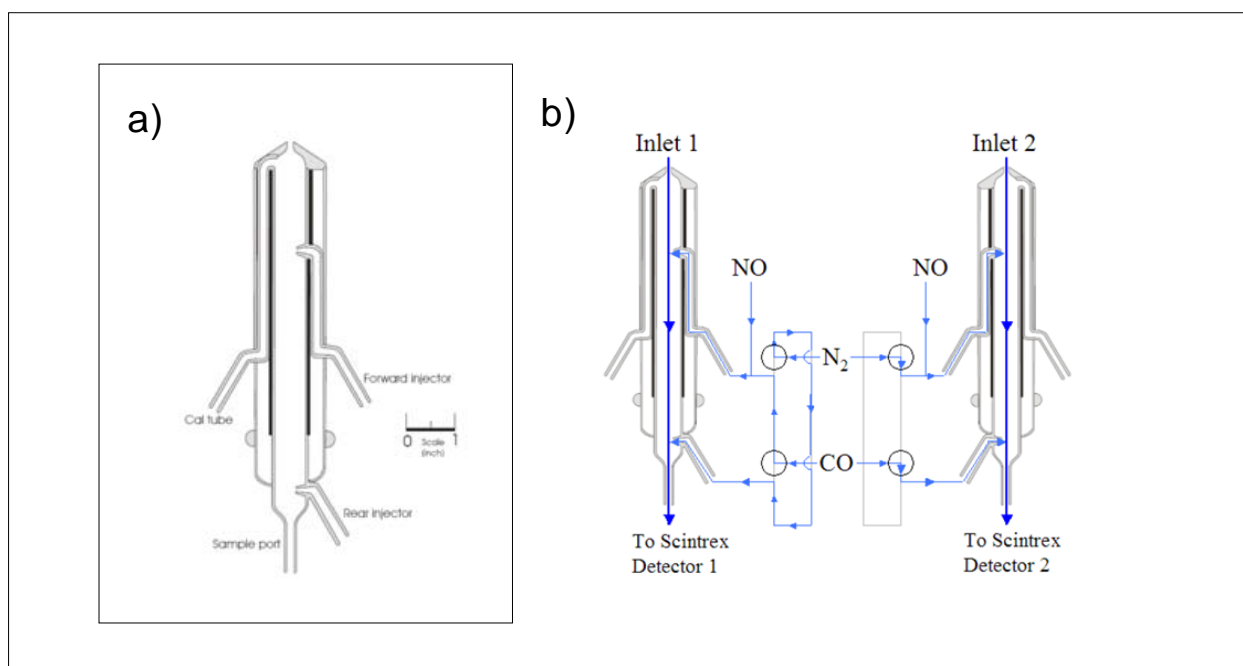 a)
Forward injector
Cal tube
0 Scale 1
(inch)
Rear injector
Sample port
b)
Inlet 1
Inlet 2
NO
NO
N₂
CO
To Scintrex
Detector 1
To Scintrex
Detector 2